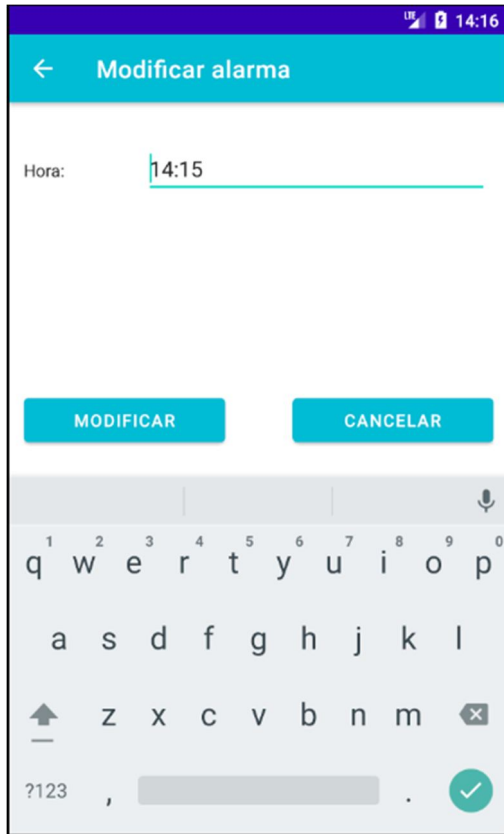 LTE 14:16
Modificar alarma
Hora: 14:15
MODIFICAR CANCELAR
1 2 3 4 5 6 7 8 9 0
q w e r t y u i o p
a s d f g h j k l
z x c v b n m
?123 , .